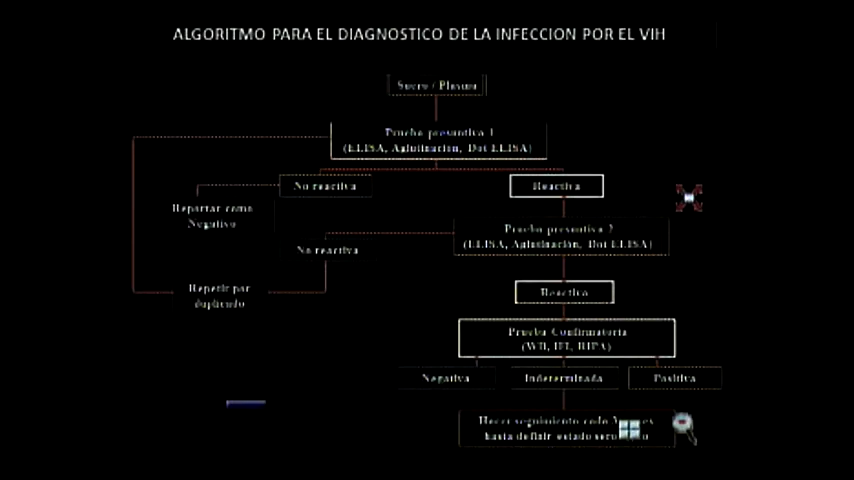 ALGORITMO PARA EL DIAGNOSTICO DE LA INFECCION POR EL VIH
Suero / Plasma
Prueba presuntiva 1
(ELISA, Aglutinación, Dot ELISA)
No reactiva
Reactiva
Reportar como
Negativo
Prueba presuntiva 2
(ELISA, Aglutinación, Dot ELISA)
No reactiva
Repetir por
duplicado
Reactiva
Prueba Confirmatoria
(WB, IFI, RIPA)
Negativa
Indeterminada
Positiva
Hacer seguimiento cada
hasta definir estado